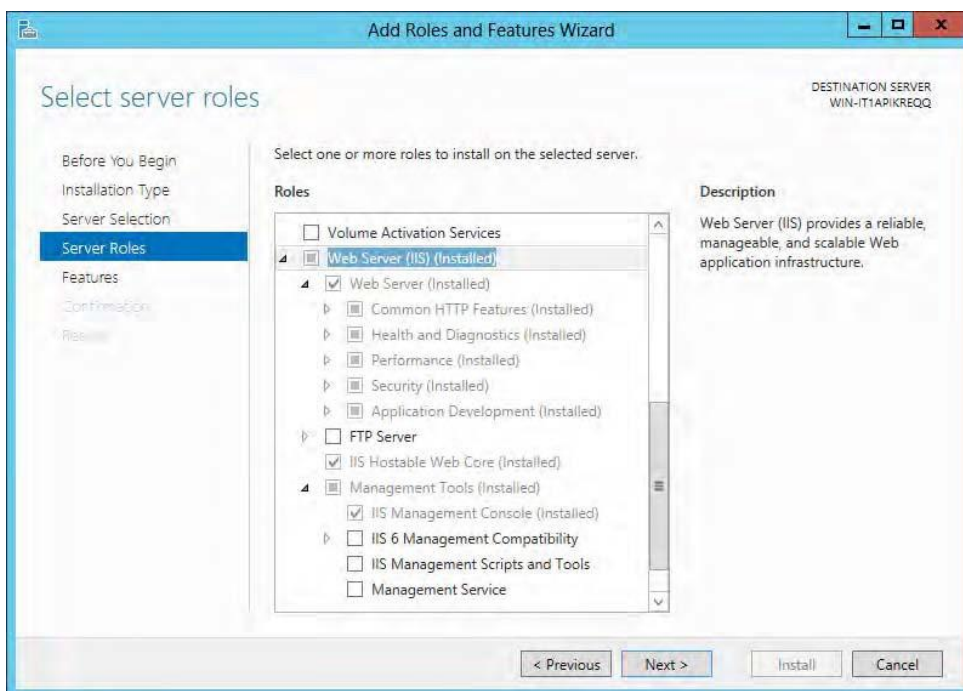 Add Roles and Features Wizard
Select server roles
DESTINATION SERVER
WIN-IT1APIKREQQ
Before You Begin
Installation Type
Server Selection
Server Roles
Features
Confirmation
Results
Select one or more roles to install on the selected server.
Roles
Volume Activation Services
Web Server (IIS) (Installed)
Web Server (Installed)
Common HTTP Features (Installed)
Health and Diagnostics (Installed)
Performance (Installed)
Security (Installed)
Application Development (Installed)
FTP Server
IIS Hostable Web Core (Installed)
Management Tools (Installed)
IIS Management Console (Installed)
IIS 6 Management Compatibility
IIS Management Scripts and Tools
Management Service
Description
Web Server (IIS) provides a reliable,
manageable, and scalable Web
application infrastructure.
< Previous
Next >
Install
Cancel